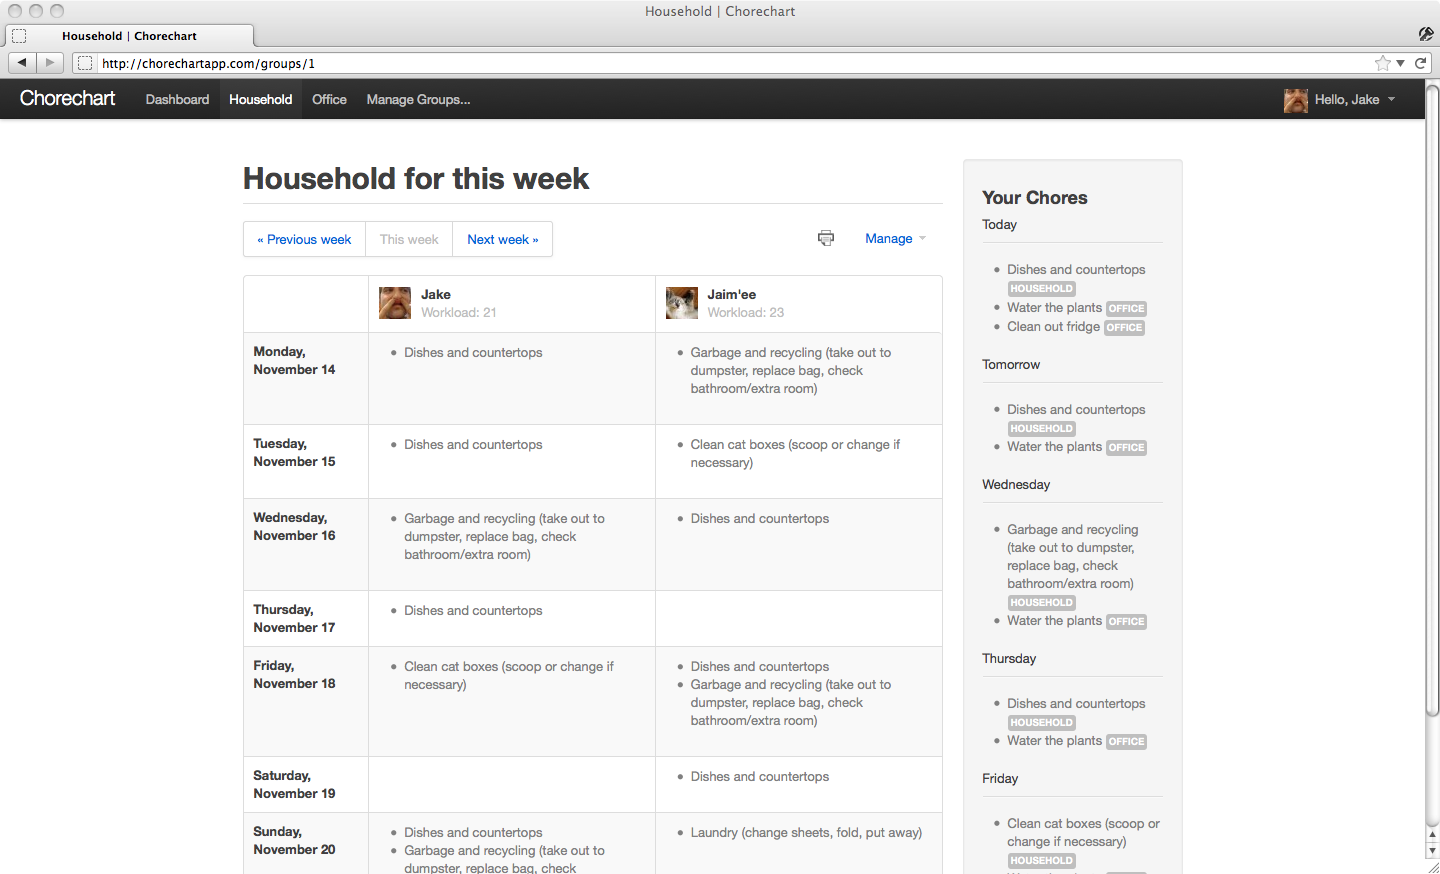 Household | Chorechart
Household | Chorechart
http://chorechartapp.com/groups/1
Chorechart Dashboard Household Office Manage Groups... Hello, Jake
Household for this week
« Previous week This week Next week » Manage
Jake
Workload: 21
Jaim'ee
Workload: 23
Monday,
November 14
• Dishes and countertops
• Garbage and recycling (take out to
dumpster, replace bag, check
bathroom/extra room)
Tuesday,
November 15
• Dishes and countertops
• Clean cat boxes (scoop or change if
necessary)
Wednesday,
November 16
• Garbage and recycling (take out to
dumpster, replace bag, check
bathroom/extra room)
• Dishes and countertops
Thursday,
November 17
• Dishes and countertops
Friday,
November 18
• Clean cat boxes (scoop or change if
necessary)
• Dishes and countertops
• Garbage and recycling (take out to
dumpster, replace bag, check
bathroom/extra room)
Saturday,
November 19
• Dishes and countertops
Sunday,
November 20
• Dishes and countertops
• Garbage and recycling (take out to
dumpster, replace bag, check
• Laundry (change sheets, fold, put away)
Your Chores
Today
• Dishes and countertops
HOUSEHOLD
• Water the plants OFFICE
• Clean out fridge OFFICE
Tomorrow
• Dishes and countertops
HOUSEHOLD
• Water the plants OFFICE
Wednesday
• Garbage and recycling
(take out to dumpster,
replace bag, check
bathroom/extra room)
HOUSEHOLD
• Water the plants OFFICE
Thursday
• Dishes and countertops
HOUSEHOLD
• Water the plants OFFICE
Friday
• Clean cat boxes (scoop or
change if necessary)
HOUSEHOLD